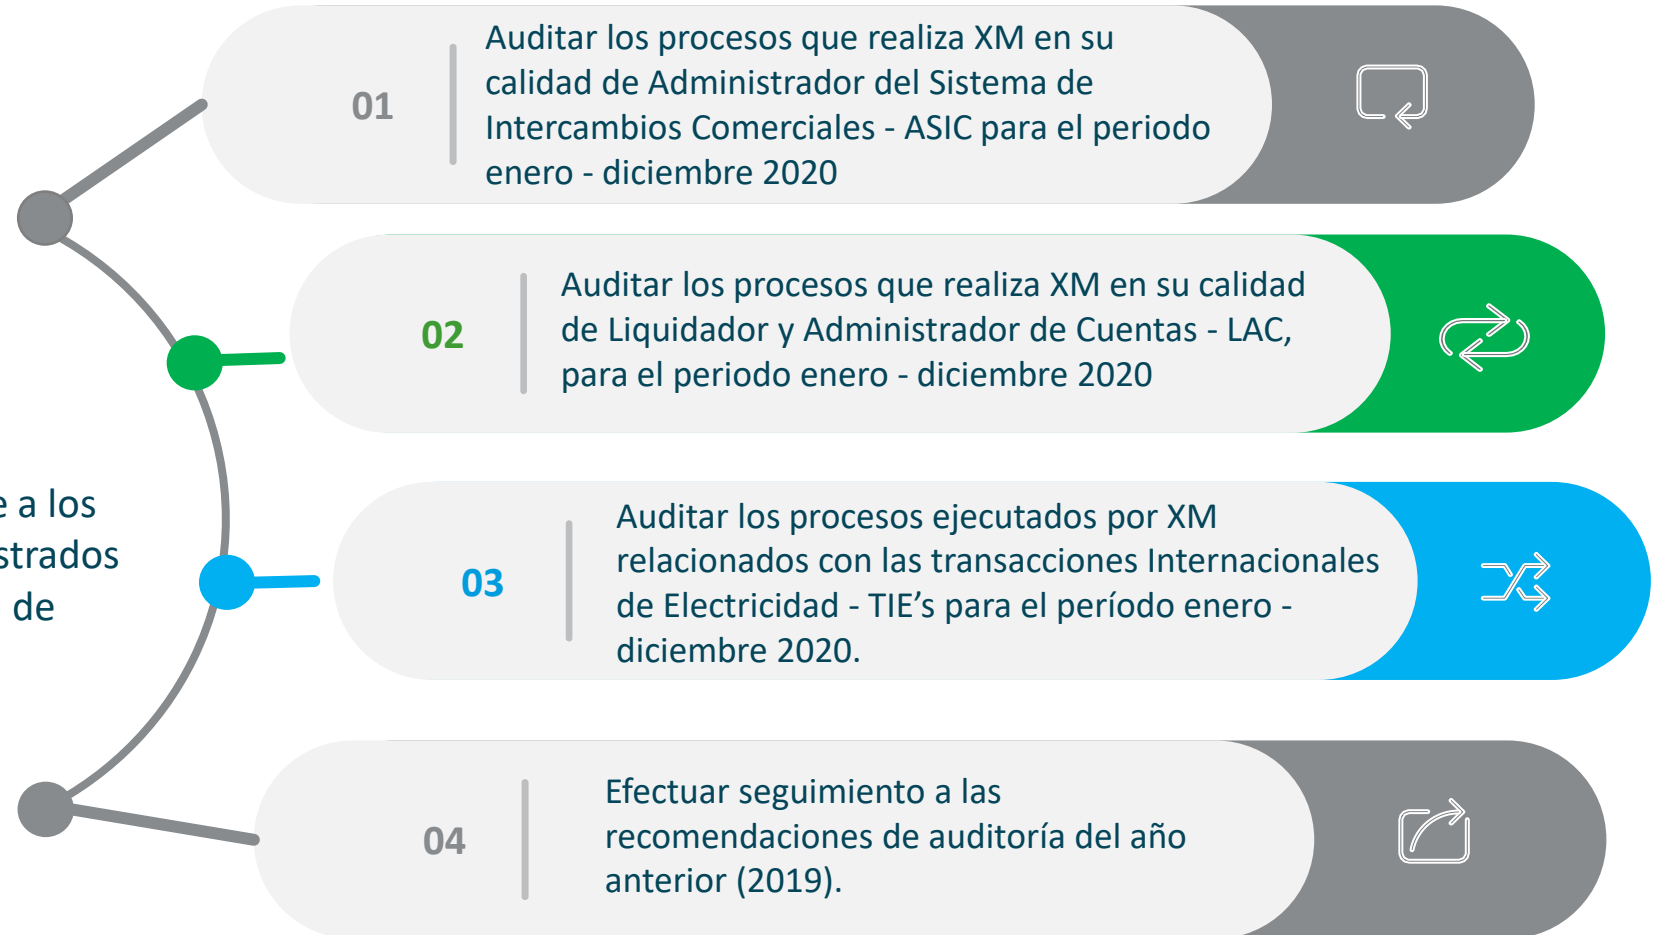 01
Auditar los procesos que realiza XM en su
calidad de Administrador del Sistema de
Intercambios Comerciales - ASIC para el periodo
enero - diciembre 2020
02
Auditar los procesos que realiza XM en su calidad
de Liquidador y Administrador de Cuentas - LAC,
para el periodo enero - diciembre 2020
e a los
strados
de
03
Auditar los procesos ejecutados por XM
relacionados con las transacciones Internacionales
de Electricidad - TIE’s para el período enero -
diciembre 2020.
04
Efectuar seguimiento a las
recomendaciones de auditoría del año
anterior (2019).